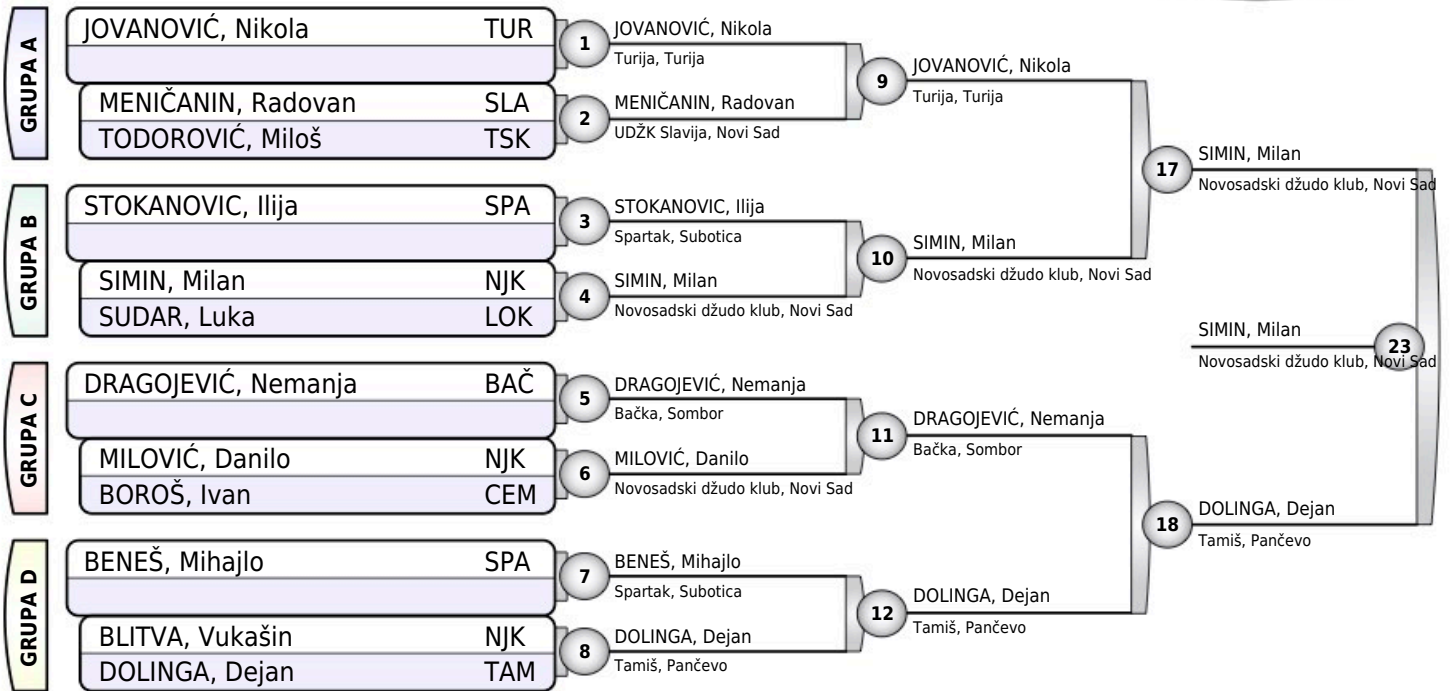 GRUPA A
JOVANOVIĆ, Nikola TUR
MENIČANIN, Radovan SLA
TODOROVIĆ, Miloš TSK
GRUPA B
STOKANOVIC, Ilija SPA
SIMIN, Milan NJK
SUDAR, Luka LOK
GRUPA C
DRAGOJEVIĆ, Nemanja BAČ
MILOVIĆ, Danilo NJK
BOROŠ, Ivan CEM
GRUPA D
BENEŠ, Mihajlo SPA
BLITVA, Vukašin NJK
DOLINGA, Dejan TAM
1
JOVANOVIĆ, Nikola
Turija, Turija
2
MENIČANIN, Radovan
UDŽK Slavija, Novi Sad
3
STOKANOVIC, Ilija
Spartak, Subotica
4
SIMIN, Milan
Novosadski džudo klub, Novi Sad
5
DRAGOJEVIĆ, Nemanja
Bačka, Sombor
6
MILOVIĆ, Danilo
Novosadski džudo klub, Novi Sad
7
BENEŠ, Mihajlo
Spartak, Subotica
8
DOLINGA, Dejan
Tamiš, Pančevo
9
JOVANOVIĆ, Nikola
Turija, Turija
10
SIMIN, Milan
Novosadski džudo klub, Novi Sad
11
DRAGOJEVIĆ, Nemanja
Bačka, Sombor
12
DOLINGA, Dejan
Tamiš, Pančevo
17
SIMIN, Milan
Novosadski džudo klub, Novi Sad
18
DOLINGA, Dejan
Tamiš, Pančevo
SIMIN, Milan
23
Novosadski džudo klub, Novi Sad